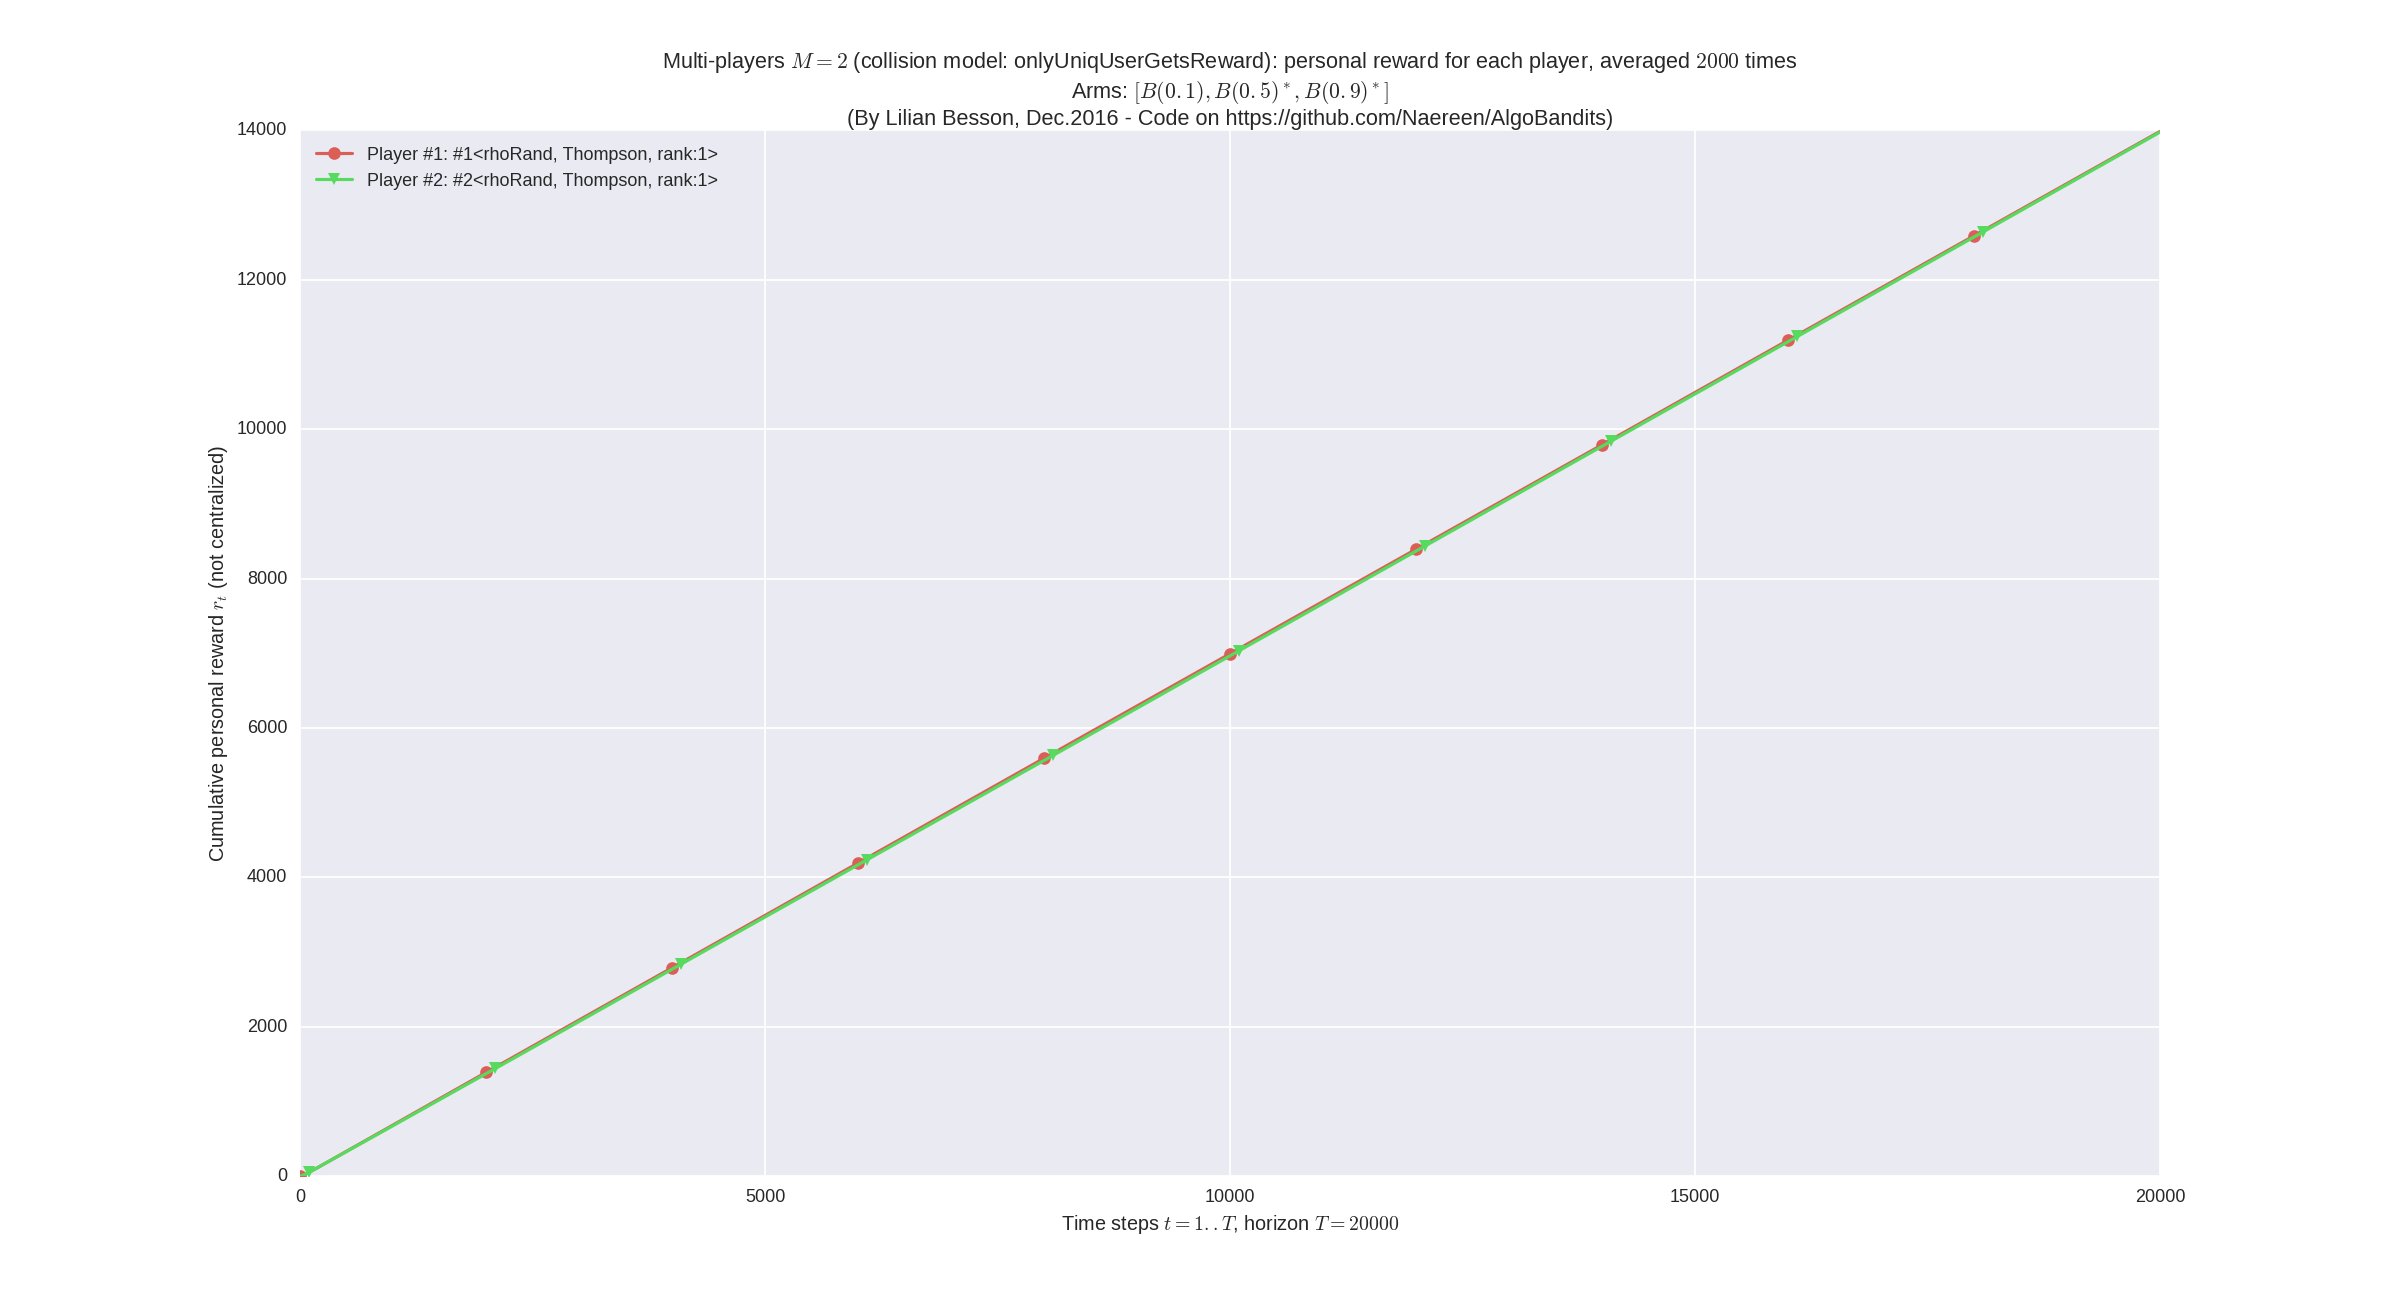 Multi-players M = 2 (collision model: onlyUniqUserGetsReward): personal reward for each player, averaged 2000 times
Arms: [B(0.1), B(0.5)*, B(0.9)*]
(By Lilian Besson, Dec.2016 - Code on https://github.com/Naereen/AlgoBandits)
Player #1: #1<rhoRand, Thompson, rank:1>
Player #2: #2<rhoRand, Thompson, rank:1>
14000
12000
10000
8000
6000
4000
2000
0
Cumulative personal reward r_t (not centralized)
0 5000 10000 15000 20000
Time steps t = 1..T, horizon T = 20000